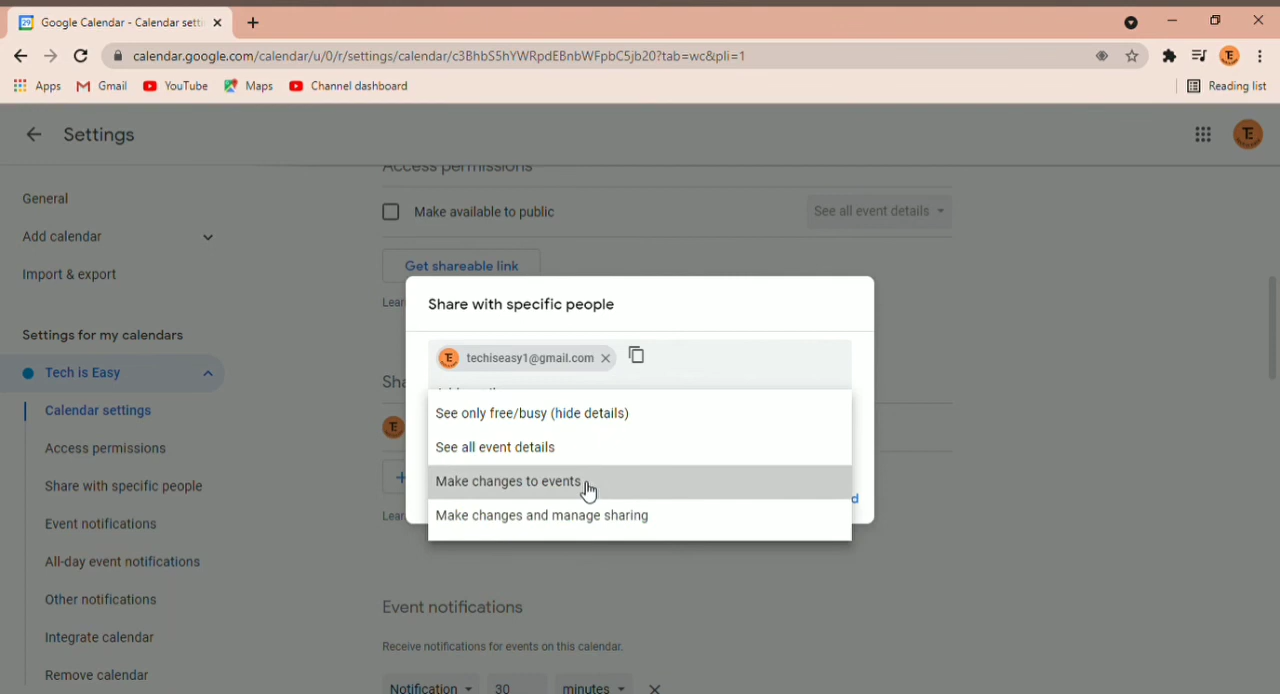 29 Google Calendar - Calendar setti
calendar.google.com/calendar/u/0/r/settings/calendar/c3BhbS5hYWRpdEBnbWFpbC5jb20?tab=wc&pli=1
Apps Gmail YouTube Maps Channel dashboard Reading list
Settings
Access permissions
General
Make available to public See all event details
Add calendar
Get shareable link
Import & export
Lear
Share with specific people
Settings for my calendars
techiseasy1@gmail.com
Tech is Easy
Sha
See only free/busy (hide details)
Calendar settings
See all event details
Access permissions
Make changes to events
Share with specific people
d
Make changes and manage sharing
Lear
Event notifications
All-day event notifications
Other notifications
Event notifications
Integrate calendar
Receive notifications for events on this calendar.
Remove calendar
Notification 30 minutes